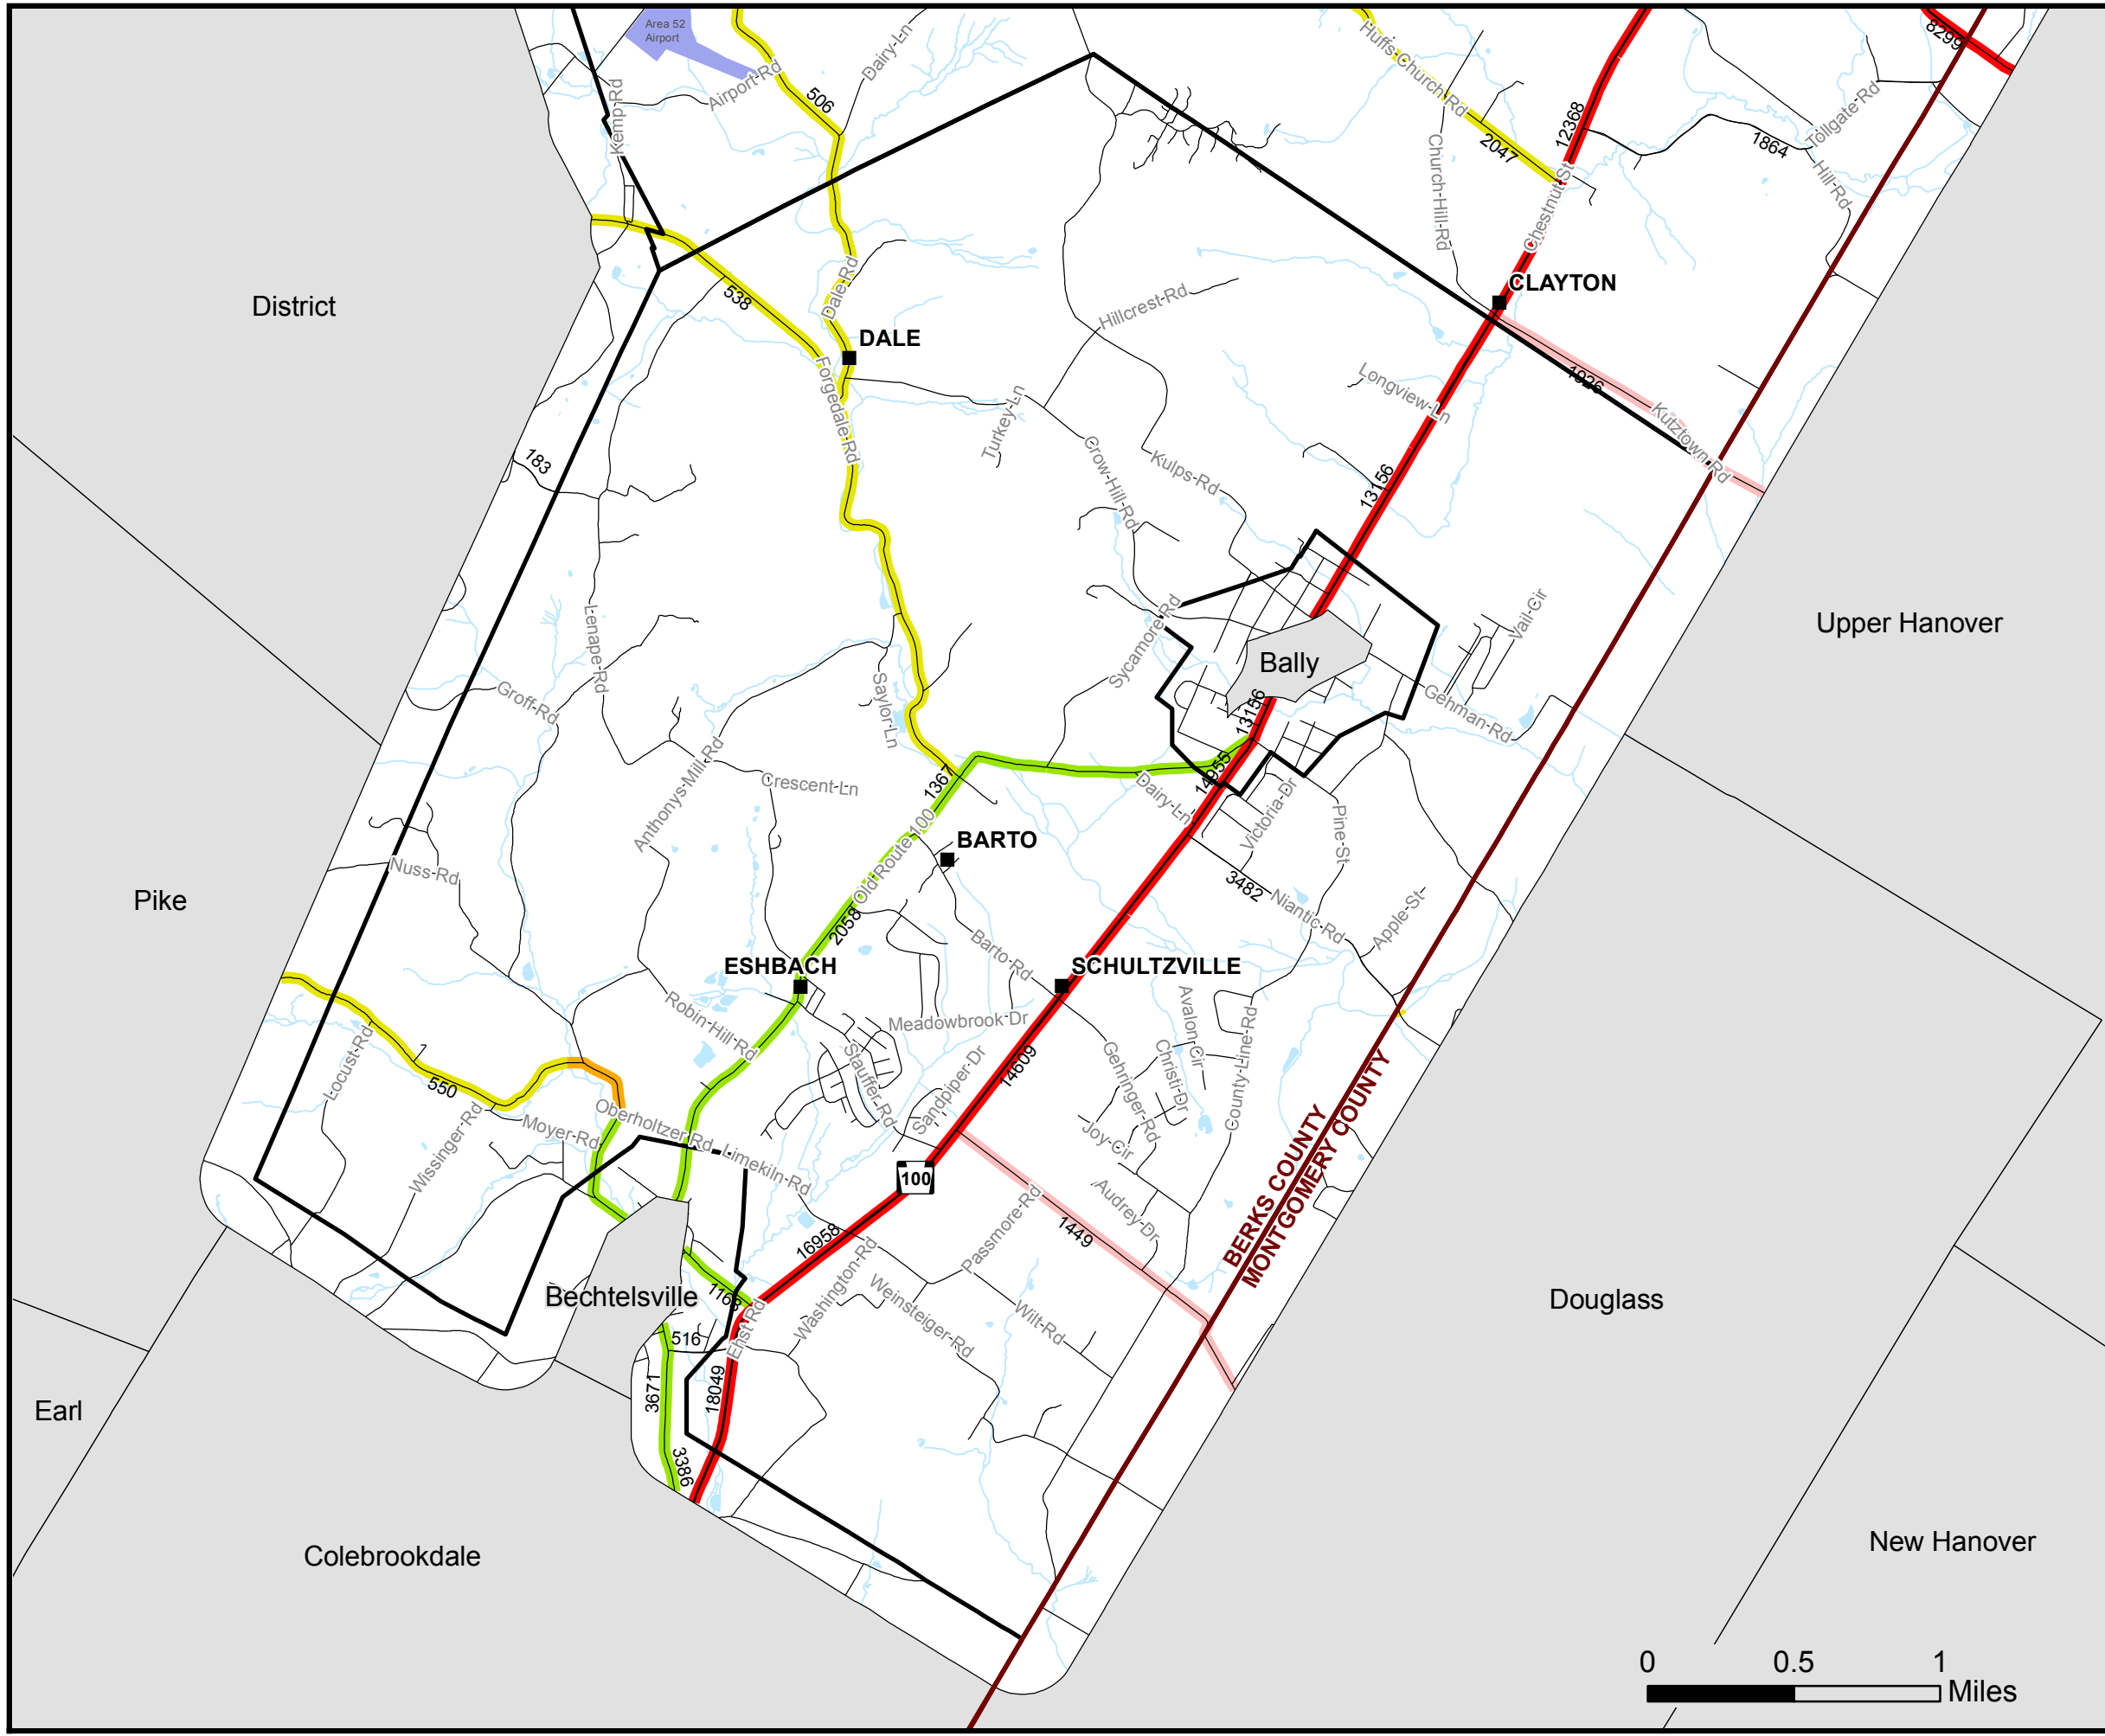 Area 52
Airport
8299
Dairy-Ln
Huffs-Church-Rd
Airport-Rd
506
Kemp-Rd
Tollgate-Rd
12368
2047
1864
Church-Hill-Rd
Hill-Rd
Chestnut-St
District
538
Dale-Rd
Hillcrest-Rd
CLAYTON
DALE
Forgedale-Rd
Longview-Ln
1926
Kutztown-Rd
Turkey-Ln
183
Crow-Hill-Rd
Kulps-Rd
13156
Lenape-Rd
Sycamore-Rd
Vail-Cir
Upper Hanover
Bally
Groff-Rd
Saylor-Ln
13156
Gehman-Rd
Anthonys-Mill-Rd
Crescent-Ln
1367
14955
Dairy-Ln
Victoria-Dr
Pine-St
BARTO
Old-Route-100
Nuss-Rd
Pike
3482
Niantic-Rd
Apple-St
2058
Barto-Rd
ESHBACH
SCHULTZVILLE
Robin-Hill-Rd
Meadowbrook-Dr
Avalon-Cir
County-Line-Rd
Locust-Rd
550
Stauffer-Rd
Sandpiper-Dr
14609
Gehringer-Rd
Christi-Dr
Oberholtzer-Rd
Moyer-Rd
Wissinger-Rd
Limekiln-Rd
Joy-Cir
BERKS COUNTY
MONTGOMERY COUNTY
100
Passmore-Rd
Audrey-Dr
1449
16958
Washington-Rd
Weinsteiger-Rd
Wilt-Rd
Bechtelsville
1163
Ehst-Rd
516
Douglass
3671
18049
Earl
3386
Colebrookdale
New Hanover
0 0.5 1
Miles